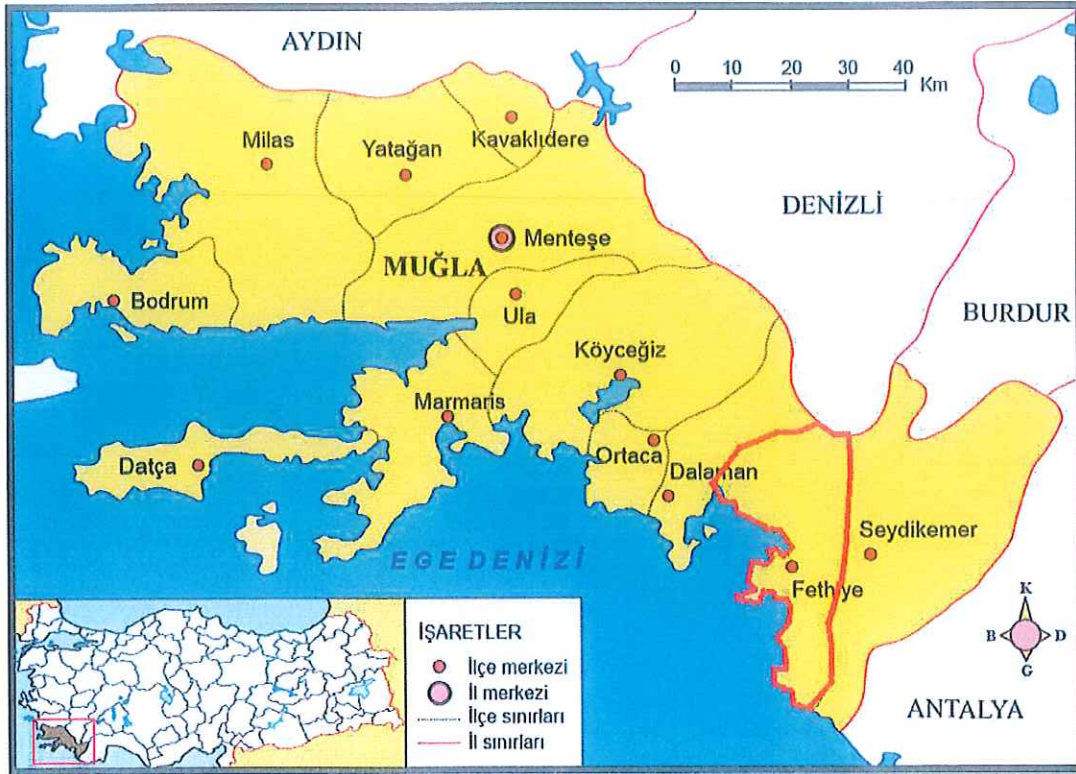 AYDIN
0 10 20 30 40
Km
Milas
Yatağan
Kavaklıdere
DENİZLİ
Menteşe
MUĞLA
Bodrum
Ula
BURDUR
Köyceğiz
Marmaris
Datça
Ortaca
Dalaman
Seydikemer
EGE DENİZİ
Fethiye
K
B D
G
ANTALYA
İŞARETLER
İlçe merkezi
İl merkezi
İlçe sınırları
İl sınırları